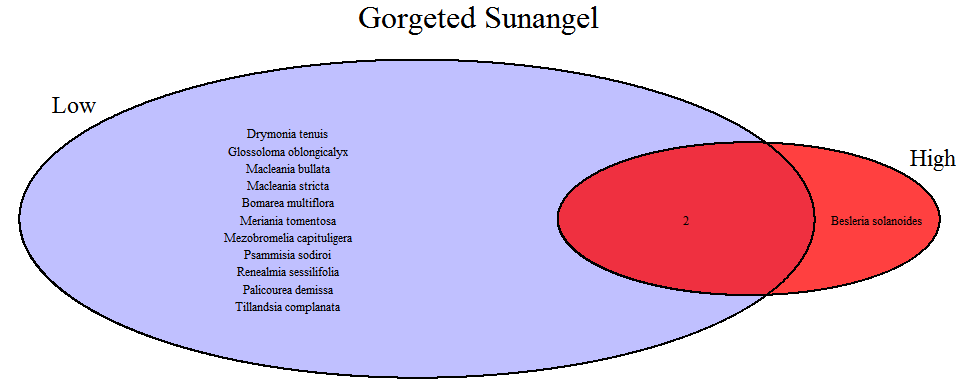 Gorgeted Sunangel
Low
High
Drymonia tenuis
Glossoloma oblongicalyx
Macleania bullata
Macleania stricta
Bomarea multiflora
Meriania tomentosa
Mezobromelia capituligera
Psammisia sodiroi
Renealmia sessilifolia
Palicourea demissa
Tillandsia complanata
2
Besleria solanoides